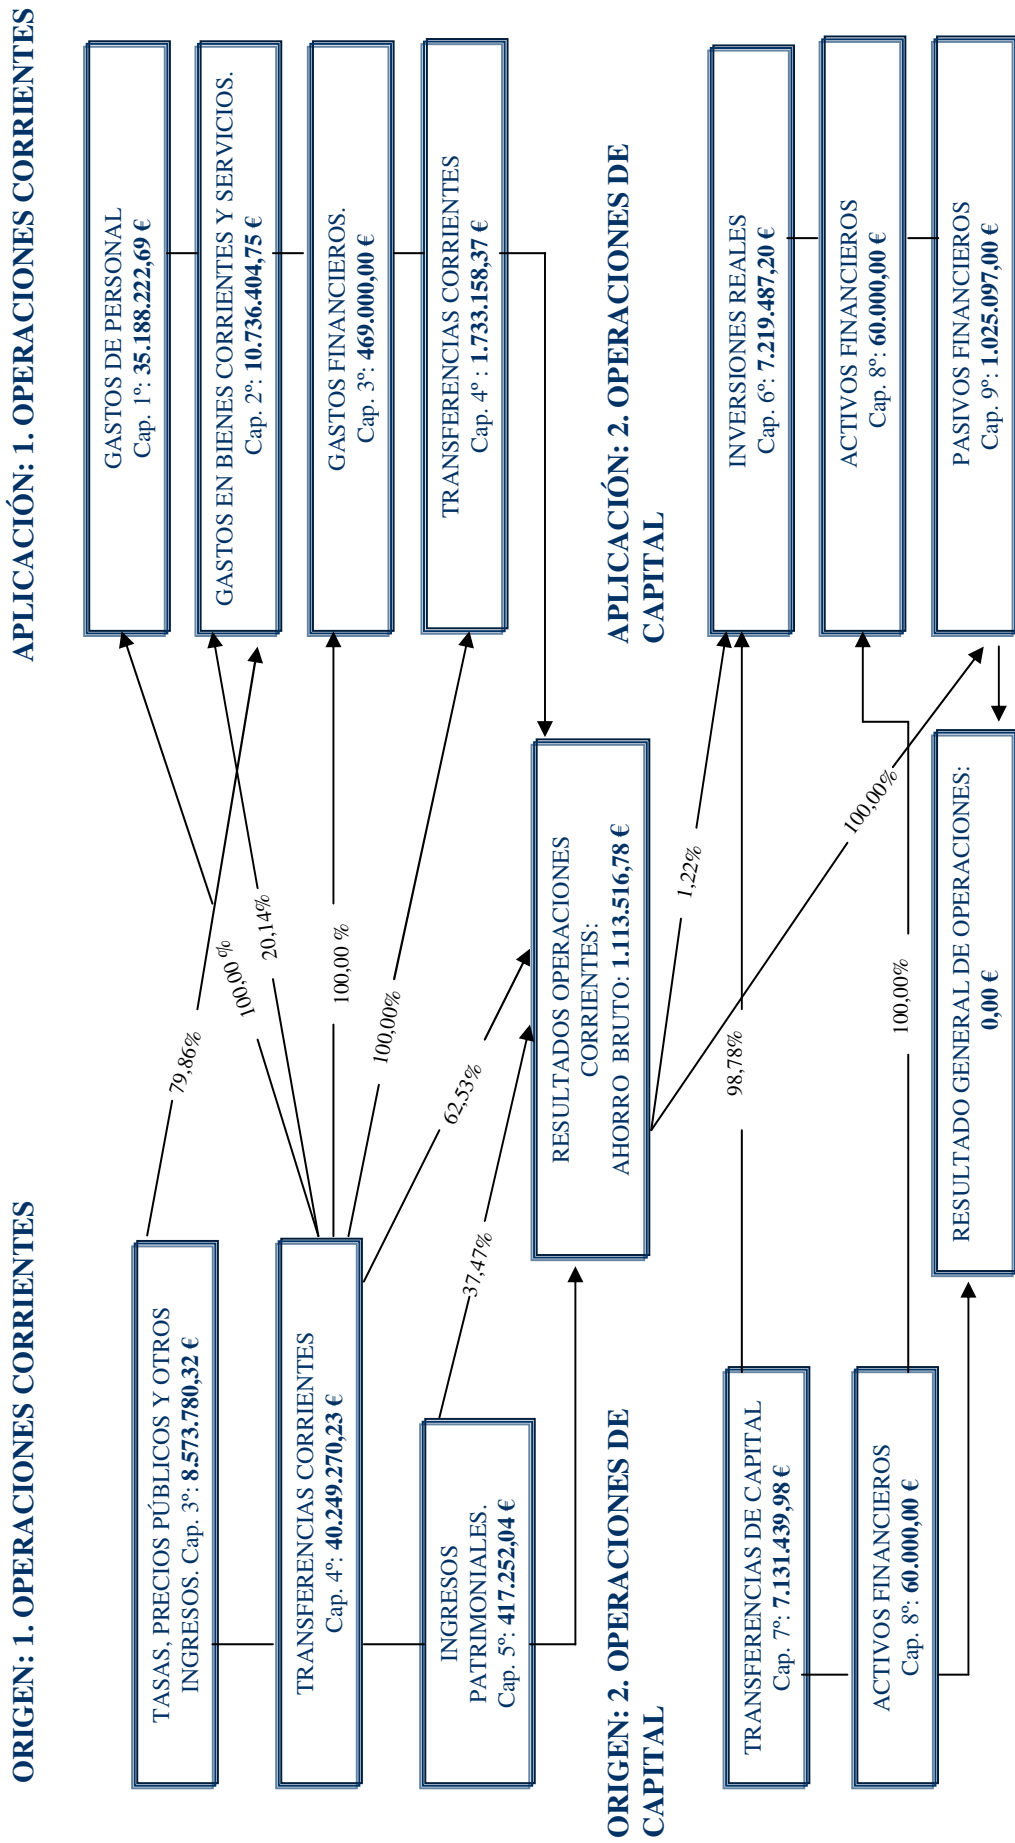 ORIGEN: 1. OPERACIONES CORRIENTES
APLICACIÓN: 1. OPERACIONES CORRIENTES
TASAS, PRECIOS PÚBLICOS Y OTROS
INGRESOS. Cap. 3º: 8.573.780,32 €
TRANSFERENCIAS CORRIENTES
Cap. 4º: 40.249.270,23 €
INGRESOS
PATRIMONIALES.
Cap. 5º: 417.252,04 €
79,86%
100,00 %
20,14%
100,00 %
100,00%
62,53%
37,47%
GASTOS DE PERSONAL
Cap. 1º: 35.188.222,69 €
GASTOS EN BIENES CORRIENTES Y SERVICIOS.
Cap. 2º: 10.736.404,75 €
GASTOS FINANCIEROS.
Cap. 3º: 469.000,00 €
TRANSFERENCIAS CORRIENTES
Cap. 4º : 1.733.158,37 €
RESULTADOS OPERACIONES
CORRIENTES:
AHORRO BRUTO: 1.113.516,78 €
ORIGEN: 2. OPERACIONES DE
CAPITAL
APLICACIÓN: 2. OPERACIONES DE
CAPITAL
TRANSFERENCIAS DE CAPITAL
Cap. 7º: 7.131.439,98 €
ACTIVOS FINANCIEROS
Cap. 8º: 60.000,00 €
1,22%
98,78%
100,00%
100,00%
INVERSIONES REALES
Cap. 6º: 7.219.487,20 €
ACTIVOS FINANCIEROS
Cap. 8º: 60.000,00 €
PASIVOS FINANCIEROS
Cap. 9º: 1.025.097,00 €
RESULTADO GENERAL DE OPERACIONES:
0,00 €